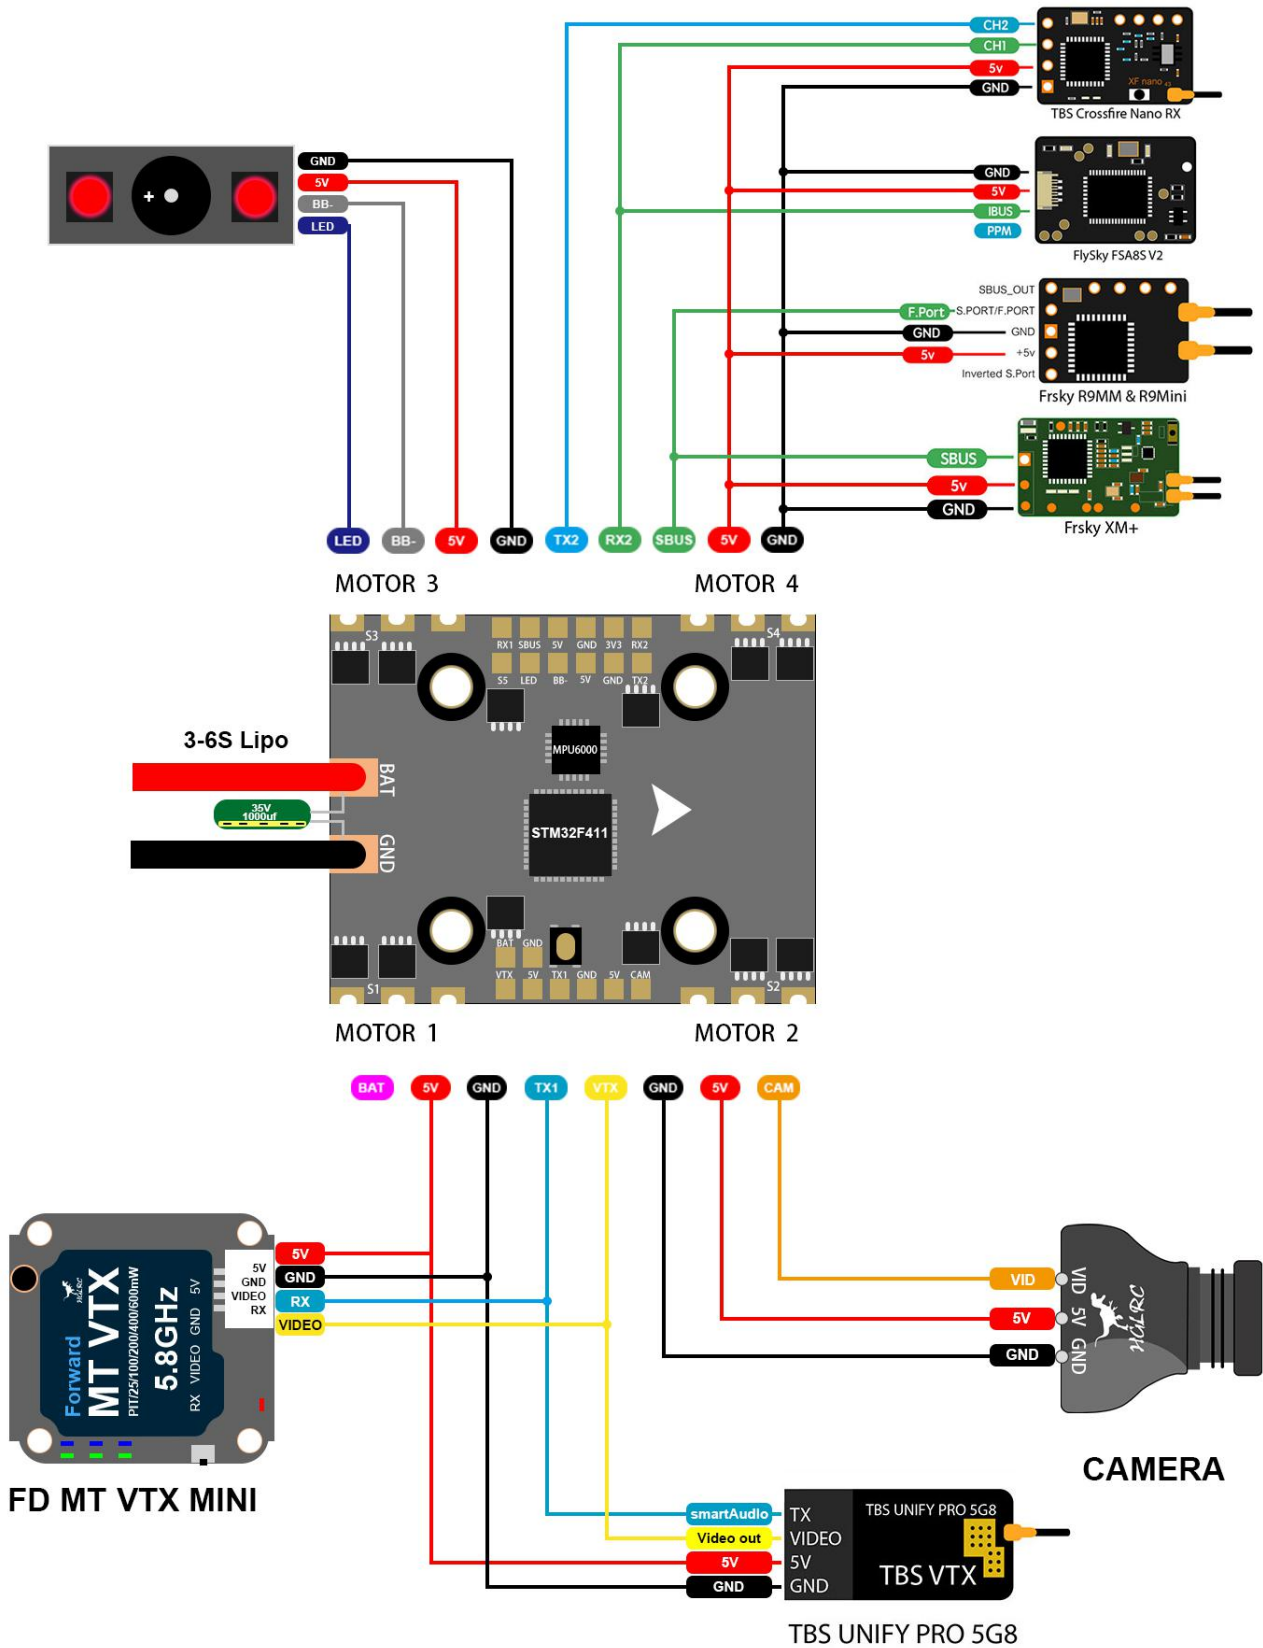 CH2
CH1
5v
GND
XF nano
TBS Crossfire Nano RX
GND
5V
BB-
LED
+
GND
5V
IBUS
PPM
FlySky FSA8S V2
SBUS_OUT
F.Port S.PORT/F.PORT
GND GND
5v +5v
Inverted S.Port
Frsky R9MM & R9Mini
SBUS
5v
GND
Frsky XM+
LED BB- 5V GND TX2 RX2 SBUS 5V GND
MOTOR 3 MOTOR 4
S3 S4
RX1 SBUS 5V GND 3V3 RX2
S5 LED BB- 5V GND TX2
3-6S Lipo
MPU6000
BAT
35V
1000uf
STM32F411
GND
BAT GND
VTX 5V TX1 GND 5V CAM
S1 S2
MOTOR 1 MOTOR 2
BAT 5V GND TX1 VTX GND 5V CAM
5V
GND
RX
VIDEO
5V
GND
VIDEO
RX
HGLRC
Forward
MT VTX
PIT/25/100/200/400/600mW
5.8GHz
RX VIDEO GND 5V
FD MT VTX MINI
VID
5V
GND
VID 5V GND
HGLRC
CAMERA
smartAudio TX
Video out VIDEO
5V 5V
GND GND
TBS UNIFY PRO 5G8
TBS VTX
TBS UNIFY PRO 5G8